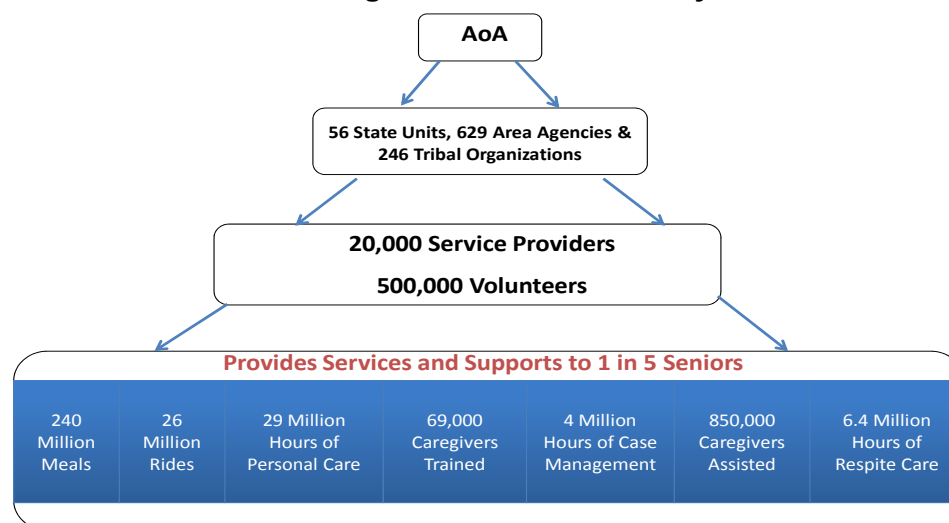 AoA
56 State Units, 629 Area Agencies &
246 Tribal Organizations
20,000 Service Providers
500,000 Volunteers
Provides Services and Supports to 1 in 5 Seniors
240
Million
Meals
26
Million
Rides
29 Million
Hours of
Personal Care
69,000
Caregivers
Trained
4 Million
Hours of Case
Management
850,000
Caregivers
Assisted
6.4 Million
Hours of
Respite Care